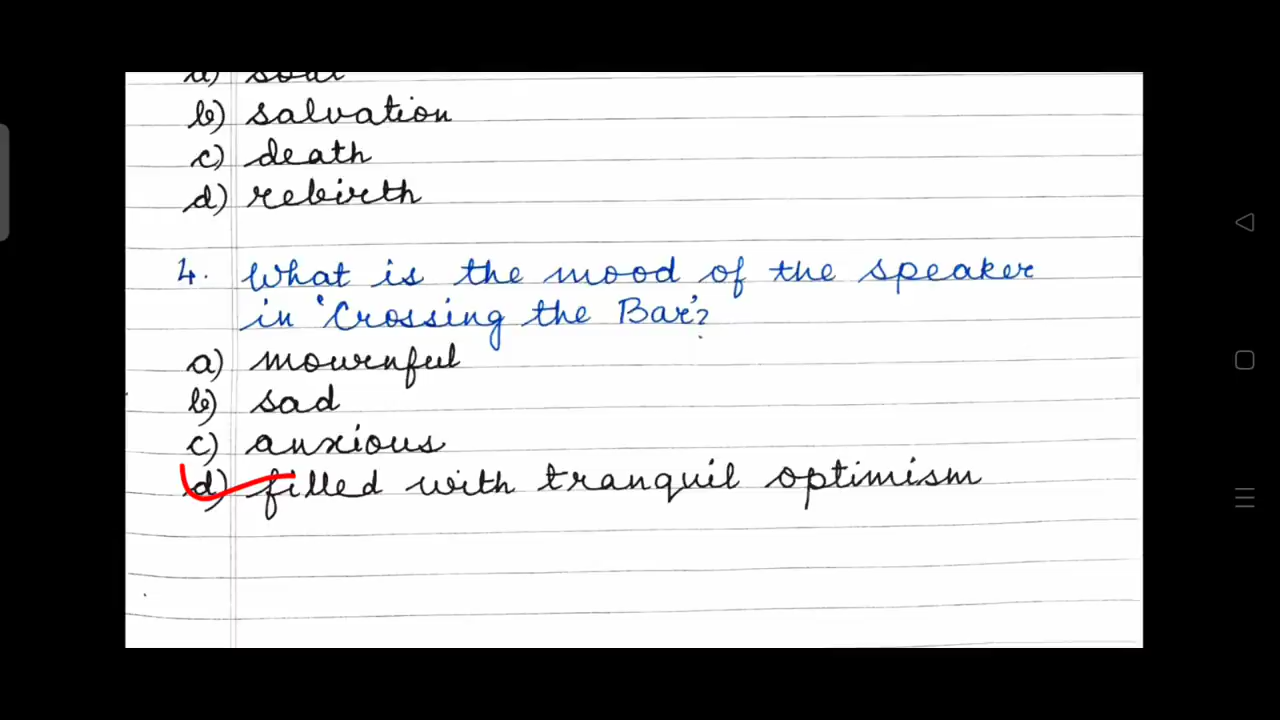 a) soul
b) salvation
c) death
d) rebirth
4. What is the mood of the speaker
in 'Crossing the Bar'?
a) mournful
b) sad
c) anxious
d) filled with tranquil optimism